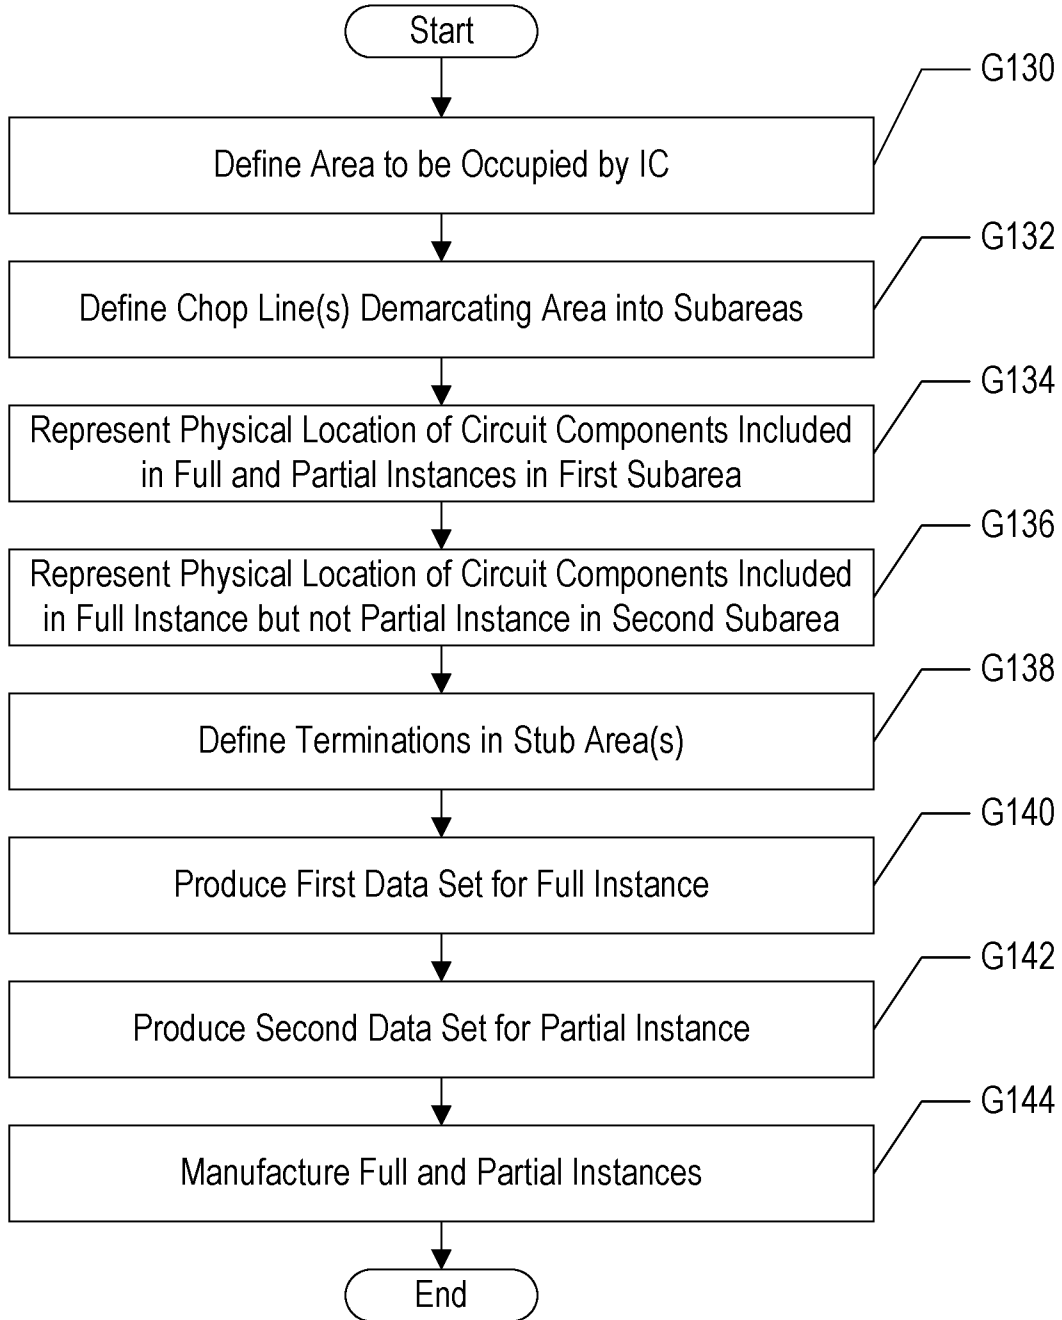 Start
G130
Define Area to be Occupied by IC
G132
Define Chop Line(s) Demarcating Area into Subareas
G134
Represent Physical Location of Circuit Components Included
in Full and Partial Instances in First Subarea
G136
Represent Physical Location of Circuit Components Included
in Full Instance but not Partial Instance in Second Subarea
G138
Define Terminations in Stub Area(s)
G140
Produce First Data Set for Full Instance
G142
Produce Second Data Set for Partial Instance
G144
Manufacture Full and Partial Instances
End